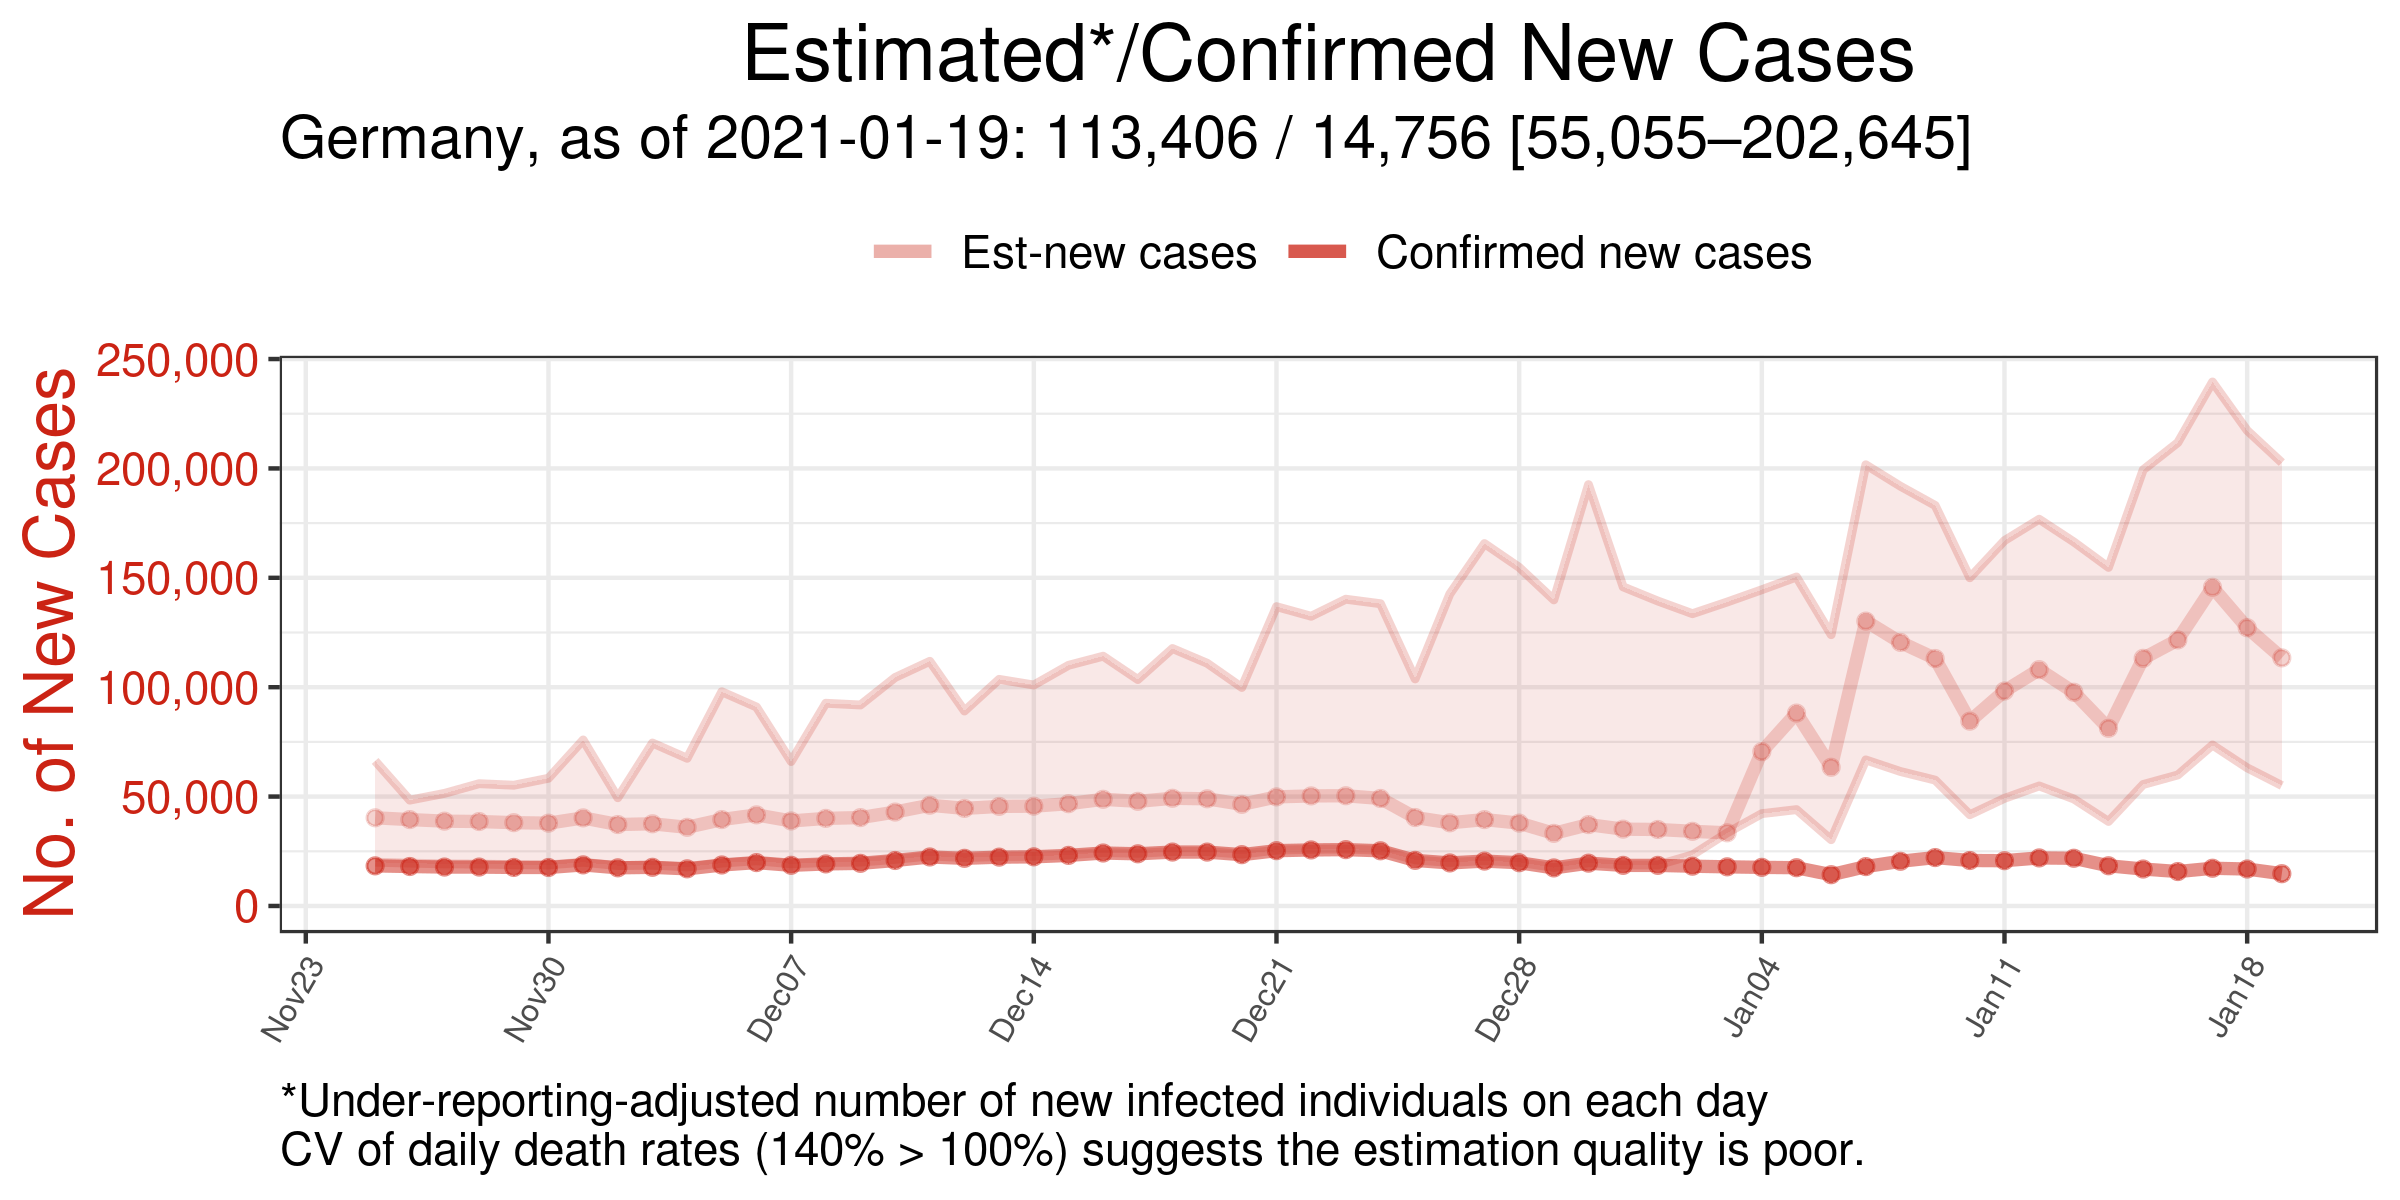 Estimated*/Confirmed New Cases
Germany, as of 2021-01-19: 113,406 / 14,756 [55,055–202,645]
Est-new cases Confirmed new cases
No. of New Cases
250,000
200,000
150,000
100,000
50,000
0
Nov23 Nov30 Dec07 Dec14 Dec21 Dec28 Jan04 Jan11 Jan18
*Under-reporting-adjusted number of new infected individuals on each day
CV of daily death rates (140% > 100%) suggests the estimation quality is poor.